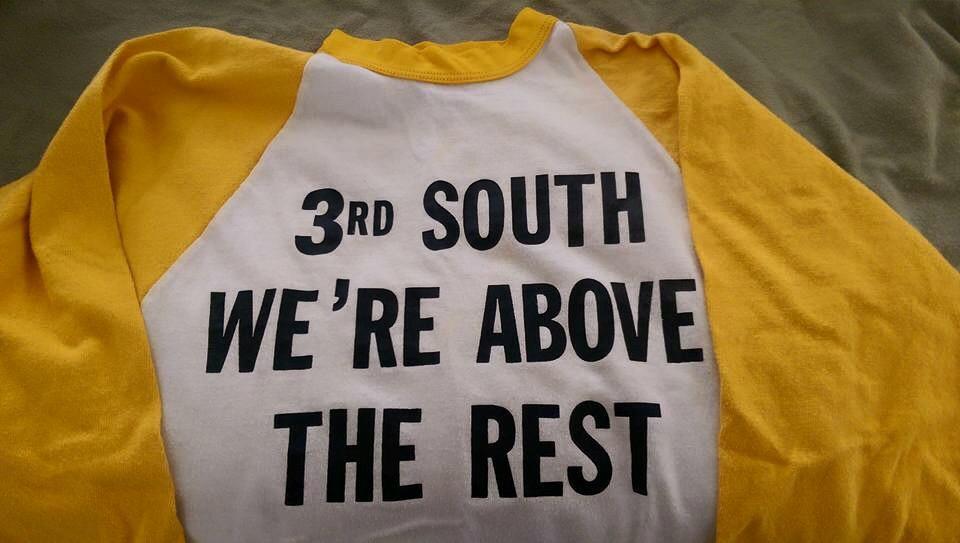 3RD SOUTH
WE'RE ABOVE
THE REST